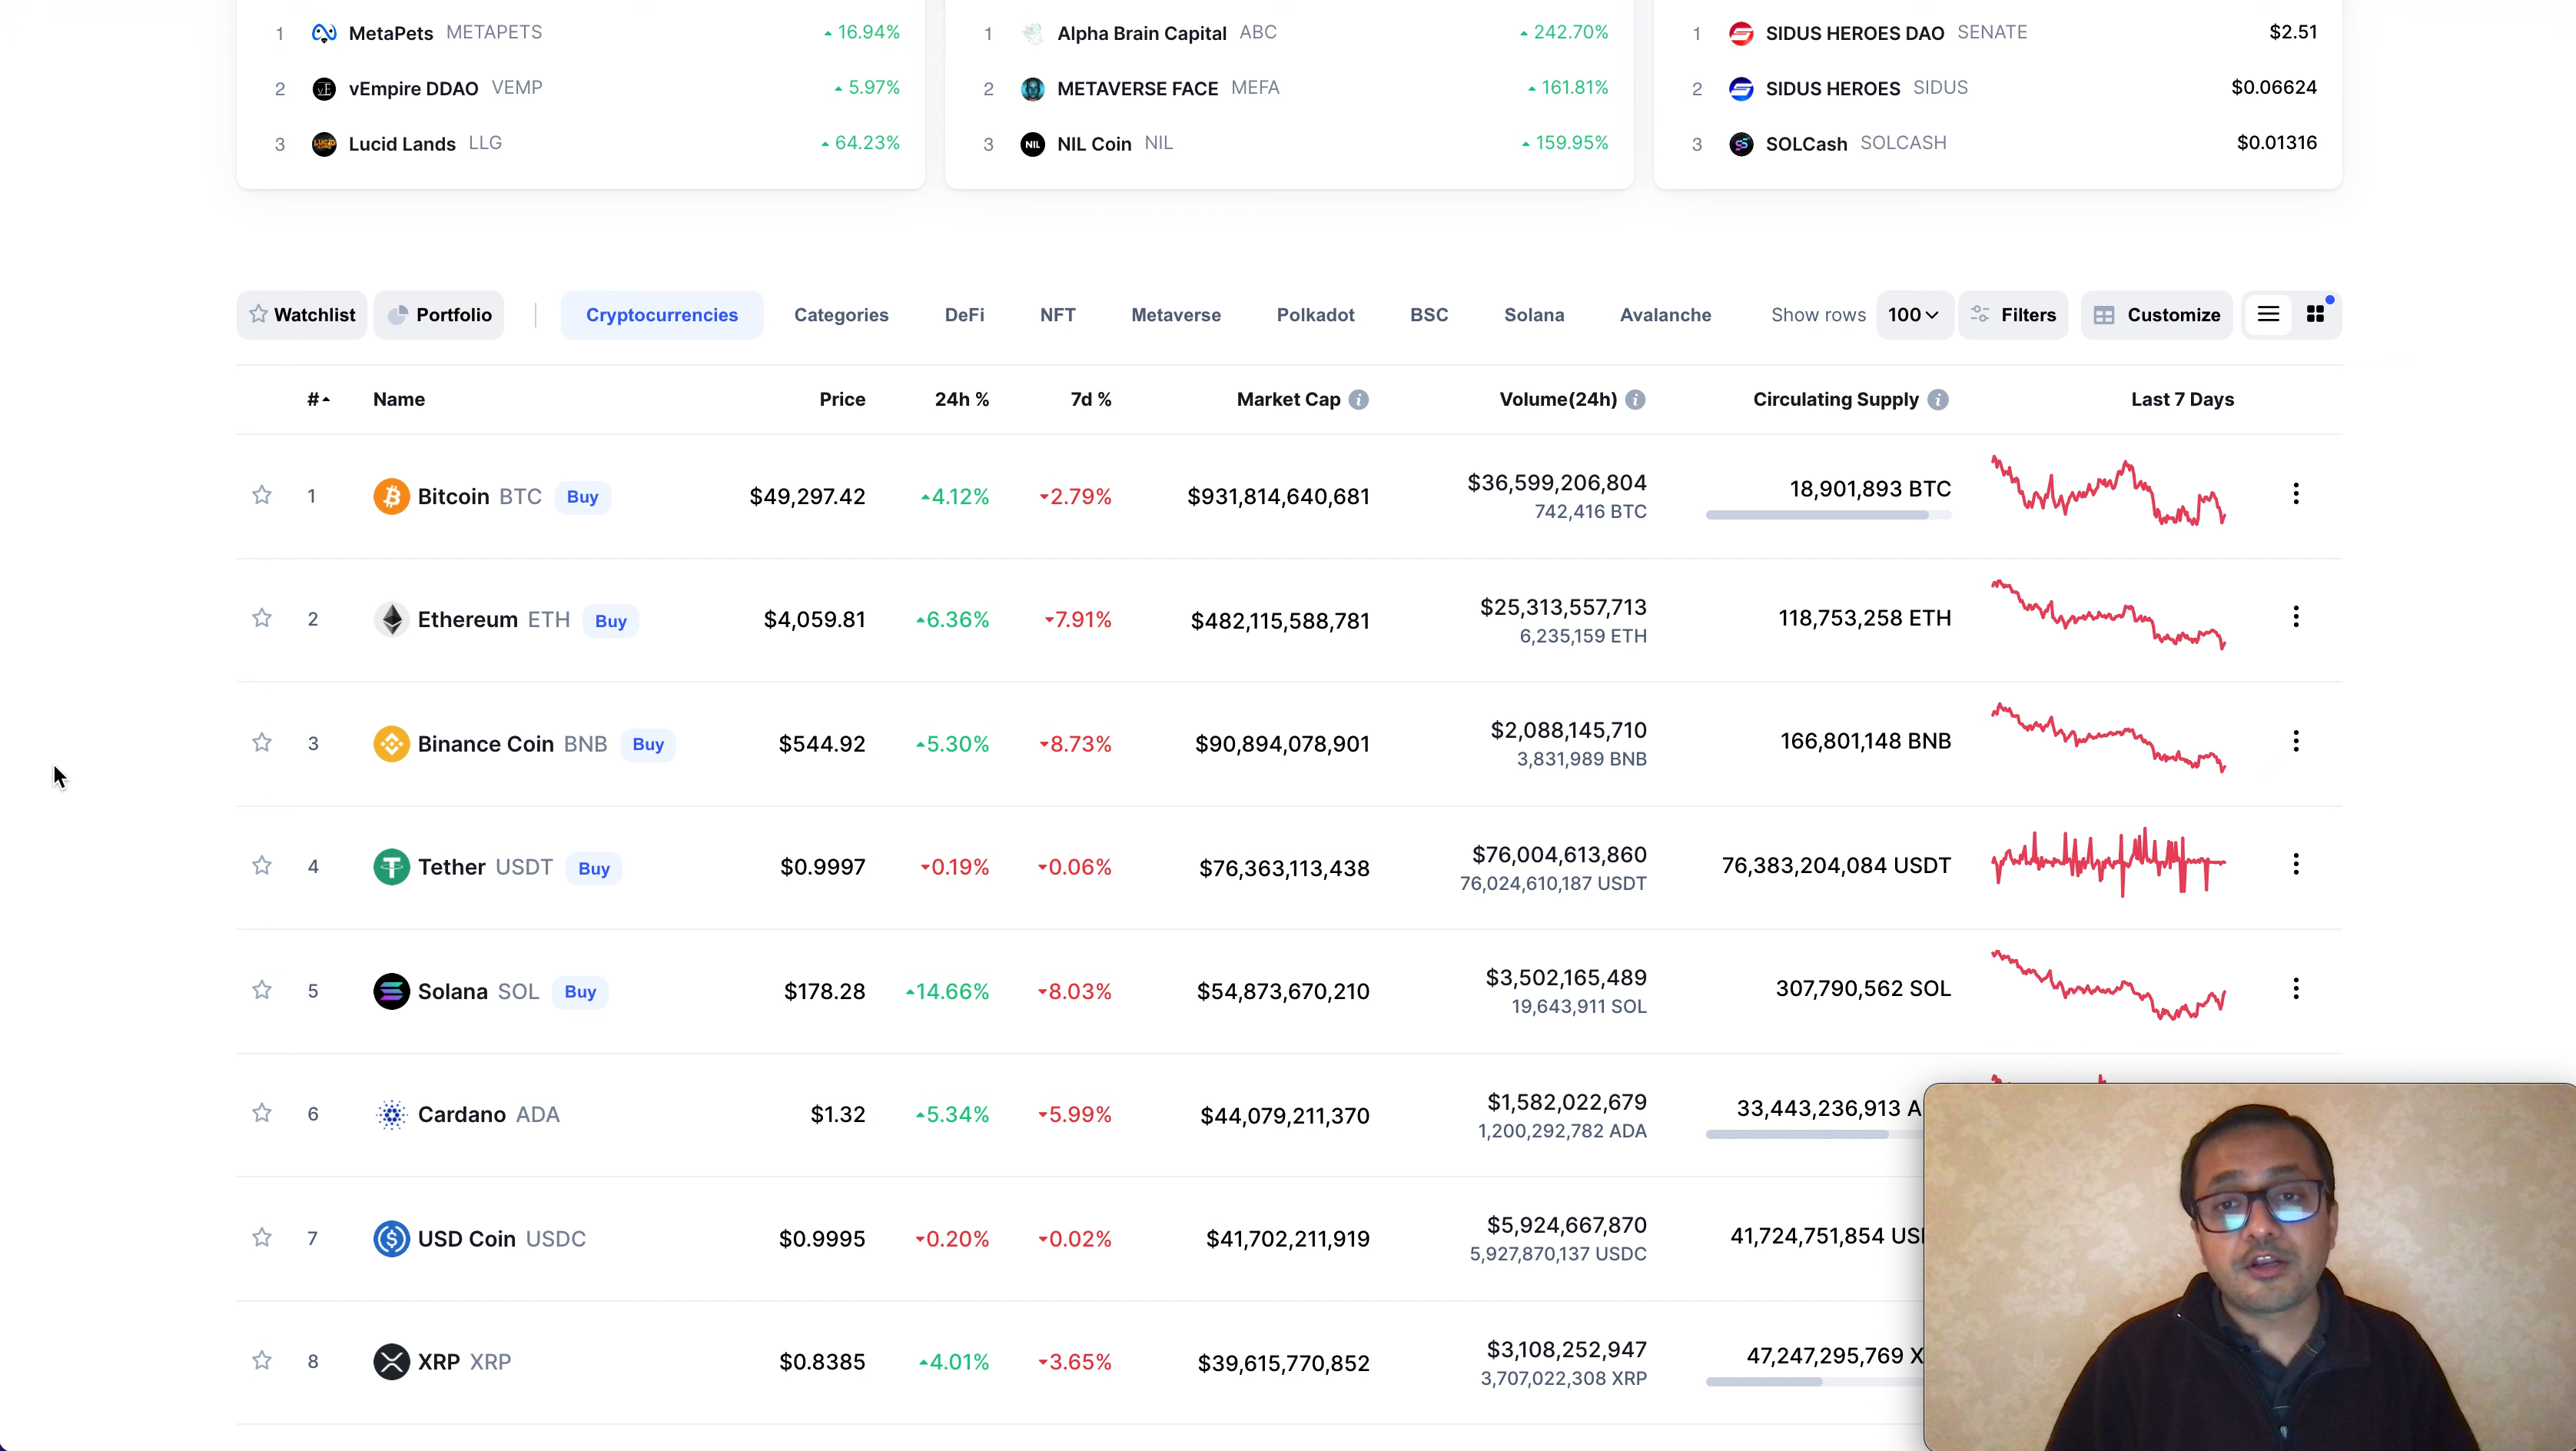 1 MetaPets METAPETS 16.94%
2 vEmpire DDAO VEMP 5.97%
3 Lucid Lands LLG 64.23%
1 Alpha Brain Capital ABC 242.70%
2 METAVERSE FACE MEFA 161.81%
3 NIL NIL Coin NIL 159.95%
1 SIDUS HEROES DAO SENATE $2.51
2 SIDUS HEROES SIDUS $0.06624
3 SOLCash SOLCASH $0.01316
Watchlist Portfolio Cryptocurrencies Categories DeFi NFT Metaverse Polkadot BSC Solana Avalanche Show rows 100 Filters Customize
# Name Price 24h % 7d % Market Cap Volume(24h) Circulating Supply Last 7 Days
1 Bitcoin BTC Buy $49,297.42 4.12% 2.79% $931,814,640,681 $36,599,206,804 18,901,893 BTC
742,416 BTC
2 Ethereum ETH Buy $4,059.81 6.36% 7.91% $482,115,588,781 $25,313,557,713 118,753,258 ETH
6,235,159 ETH
3 Binance Coin BNB Buy $544.92 5.30% 8.73% $90,894,078,901 $2,088,145,710 166,801,148 BNB
3,831,989 BNB
4 Tether USDT Buy $0.9997 0.19% 0.06% $76,363,113,438 $76,004,613,860 76,383,204,084 USDT
76,024,610,187 USDT
5 Solana SOL Buy $178.28 14.66% 8.03% $54,873,670,210 $3,502,165,489 307,790,562 SOL
19,643,911 SOL
6 Cardano ADA $1.32 5.34% 5.99% $44,079,211,370 $1,582,022,679 33,443,236,913 A
1,200,292,782 ADA
7 USD Coin USDC $0.9995 0.20% 0.02% $41,702,211,919 $5,924,667,870 41,724,751,854 US
5,927,870,137 USDC
8 XRP XRP $0.8385 4.01% 3.65% $39,615,770,852 $3,108,252,947 47,247,295,769 X
3,707,022,308 XRP